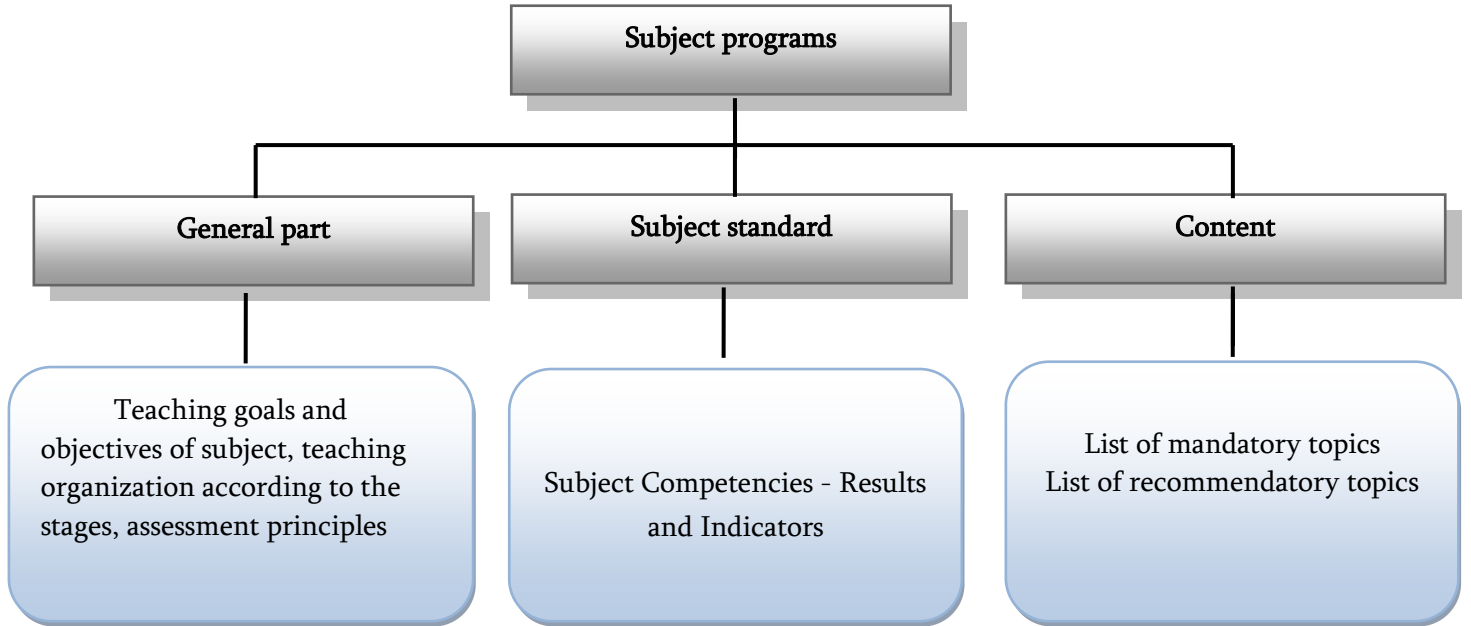 Subject programs
General part
Subject standard
Content
Teaching goals and
objectives of subject, teaching
organization according to the
stages, assessment principles
Subject Competencies - Results
and Indicators
List of mandatory topics
List of recommendatory topics